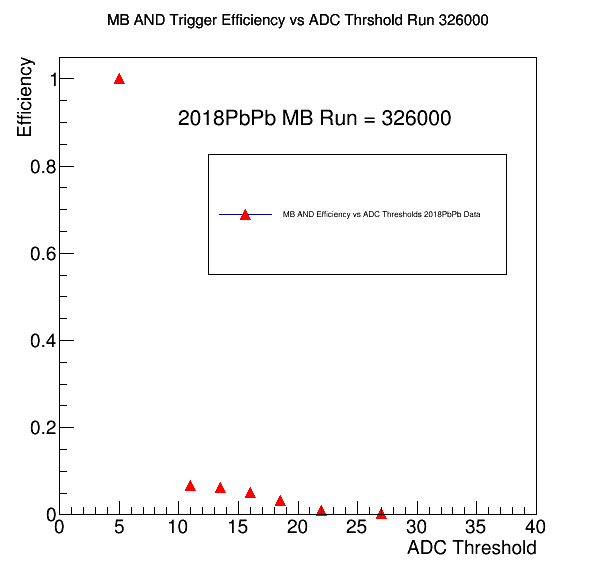 MB AND Trigger Efficiency vs ADC Thrshold Run 326000
Efficiency
2018PbPb MB Run = 326000
MB AND Efficiency vs ADC Thresholds 2018PbPb Data
1
0.8
0.6
0.4
0.2
0
0 5 10 15 20 25 30 35 40
ADC Threshold